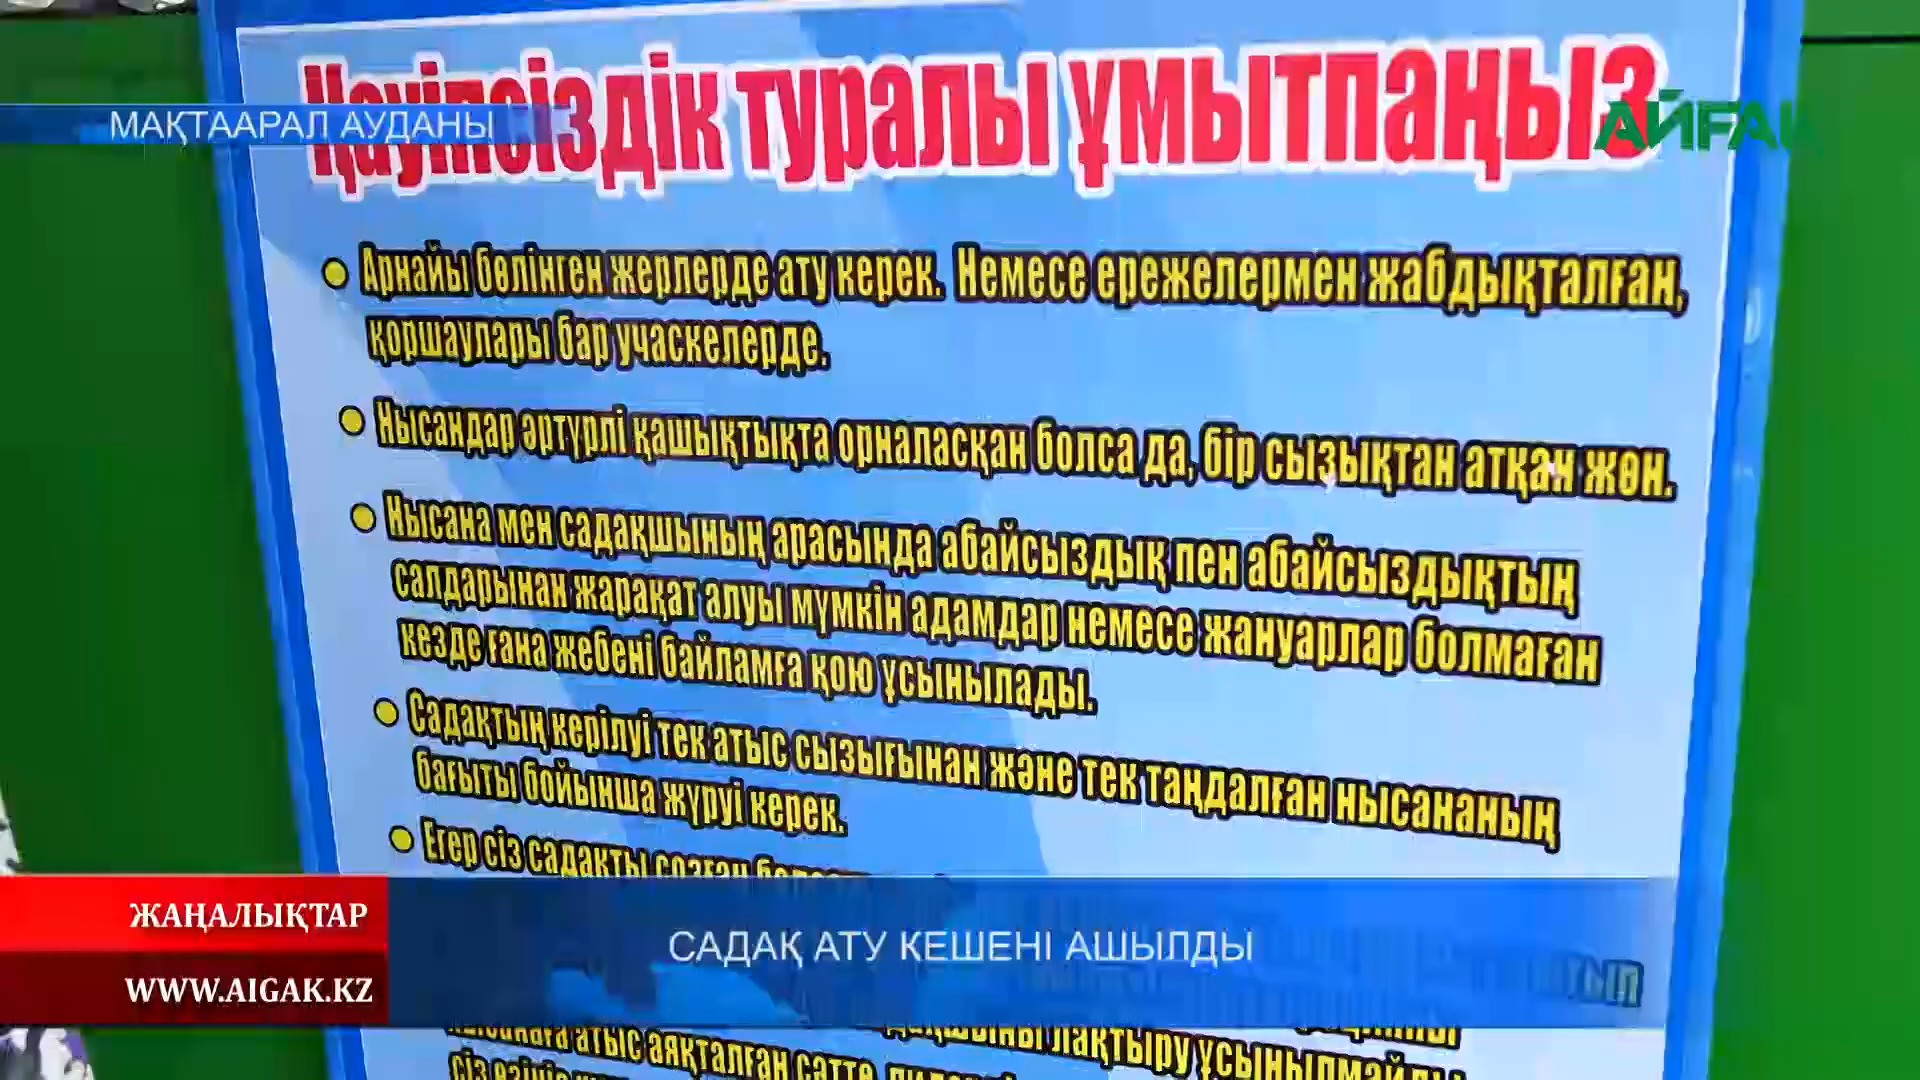 Қауіпсіздік туралы ұмытпаңыз
МАҚТААРАЛ АУДАНЫ
АЙҒАҚ
Арнайы бөлінген жерлерде ату керек. Немесе ережелермен жабдықталған,
қоршаулары бар учаскелерде.
Нысандар әртүрлі қашықтықта орналасқан болса да, бір сызықтан атқан жөн.
Нысана мен садақшының арасында абайсыздық пен абайсыздықтың
салдарынан жарақат алуы мүмкін адамдар немесе жануарлар болмаған
кезде ғана жебені байламға қою ұсынылады.
Садақтың керілуі тек атыс сызығынан және тек таңдалған нысананың
бағыты бойынша жүруі керек.
Егер сіз садақты созған
ЖАҢАЛЫҚТАР
САДАҚ АТУ КЕШЕНІ АШЫЛДЫ
WWW.AIGAK.KZ
нысанаға атыс аяқталған сәтте
лақтыру ұсынылмайды